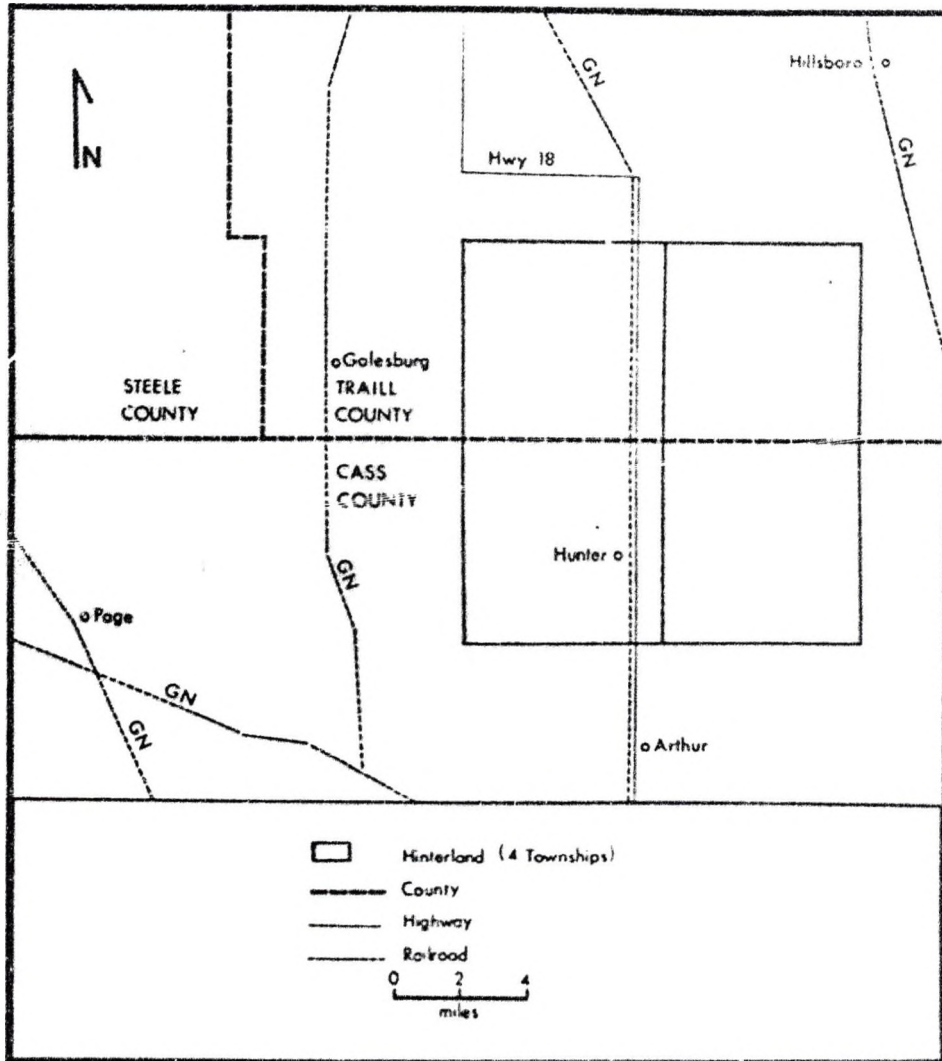 GN
Hillsboro
N
Hwy 18
GN
Galesburg
STEELE
COUNTY
TRAILL
COUNTY
CASS
COUNTY
Hunter
GN
Page
GN
GN
Arthur
Hinterland (4 Townships)
County
Highway
Railroad
0 2 4
miles